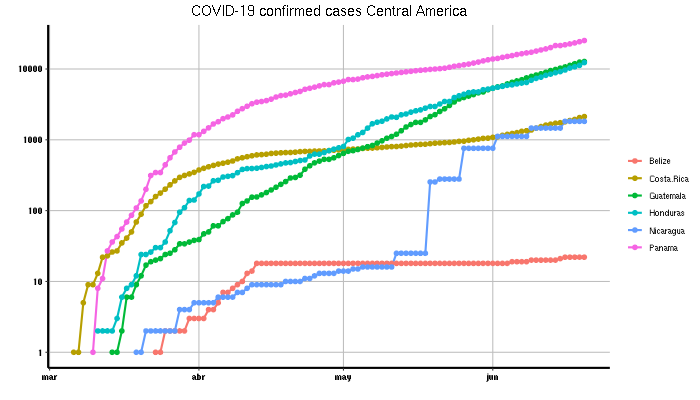 COVID-19 confirmed cases Central America
10000
1000
100
10
1
mar
abr
may
jun
Belize
Costa.Rica
Guatemala
Honduras
Nicaragua
Panama